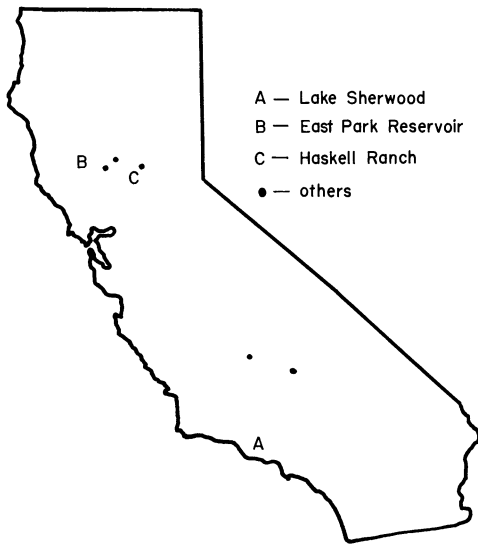 A — Lake Sherwood
B — East Park Reservoir
C — Haskell Ranch
● — others
B
C
A